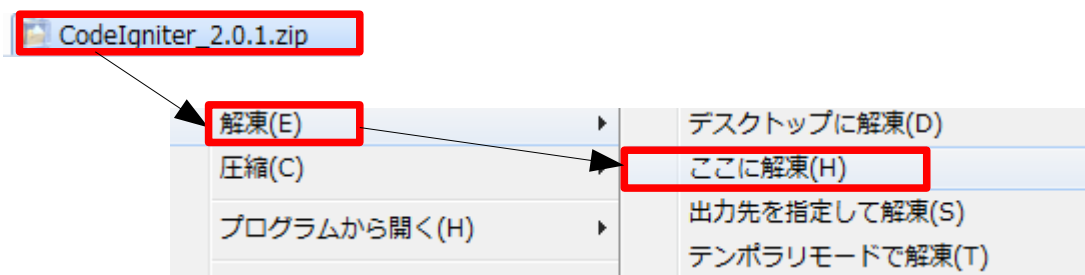 CodeIgniter_2.0.1.zip
解凍(E)
圧縮(C)
プログラムから開く(H)
デスクトップに解凍(D)
ここに解凍(H)
出力先を指定して解凍(S)
テンポラリモードで解凍(T)